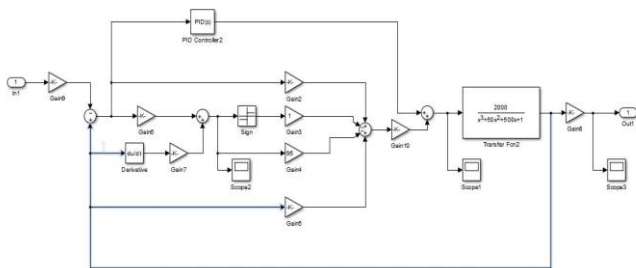 PID(s)
PID Controller2
1
In1
-K-
Gain9
-K-
Gain2
-K-
Gain6
Sign
1
Gain3
-K-
Gain10
2000
s³+50s²+500s+1
Transfer Fcn2
-K-
Gain8
1
Out1
du/dt
Derivative
-K-
Gain7
Scope2
95
Gain4
Scope1
Scope3
-K-
Gain5